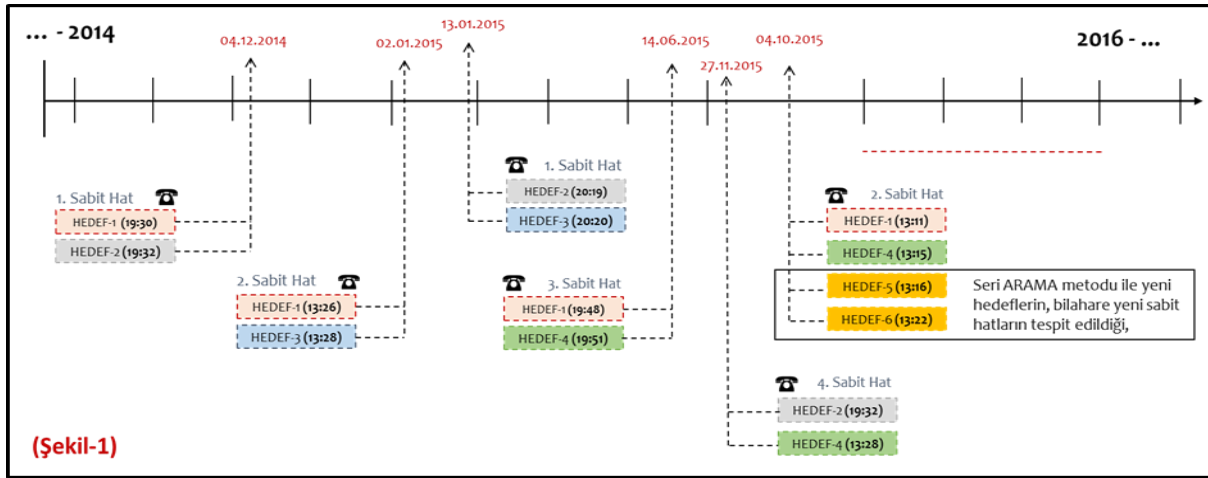 ... - 2014
04.12.2014
02.01.2015
13.01.2015
14.06.2015
27.11.2015
04.10.2015
2016 - ...
1. Sabit Hat
HEDEF-1 (19:30)
HEDEF-2 (19:32)
2. Sabit Hat
HEDEF-1 (13:26)
HEDEF-3 (13:28)
1. Sabit Hat
HEDEF-2 (20:19)
HEDEF-3 (20:20)
3. Sabit Hat
HEDEF-1 (19:48)
HEDEF-4 (19:51)
2. Sabit Hat
HEDEF-1 (13:11)
HEDEF-4 (13:15)
HEDEF-5 (13:16)
HEDEF-6 (13:22)
Seri ARAMA metodu ile yeni
hedeflerin, bilahare yeni sabit
hatların tespit edildiği,
4. Sabit Hat
HEDEF-2 (19:32)
HEDEF-4 (13:28)
(Şekil-1)